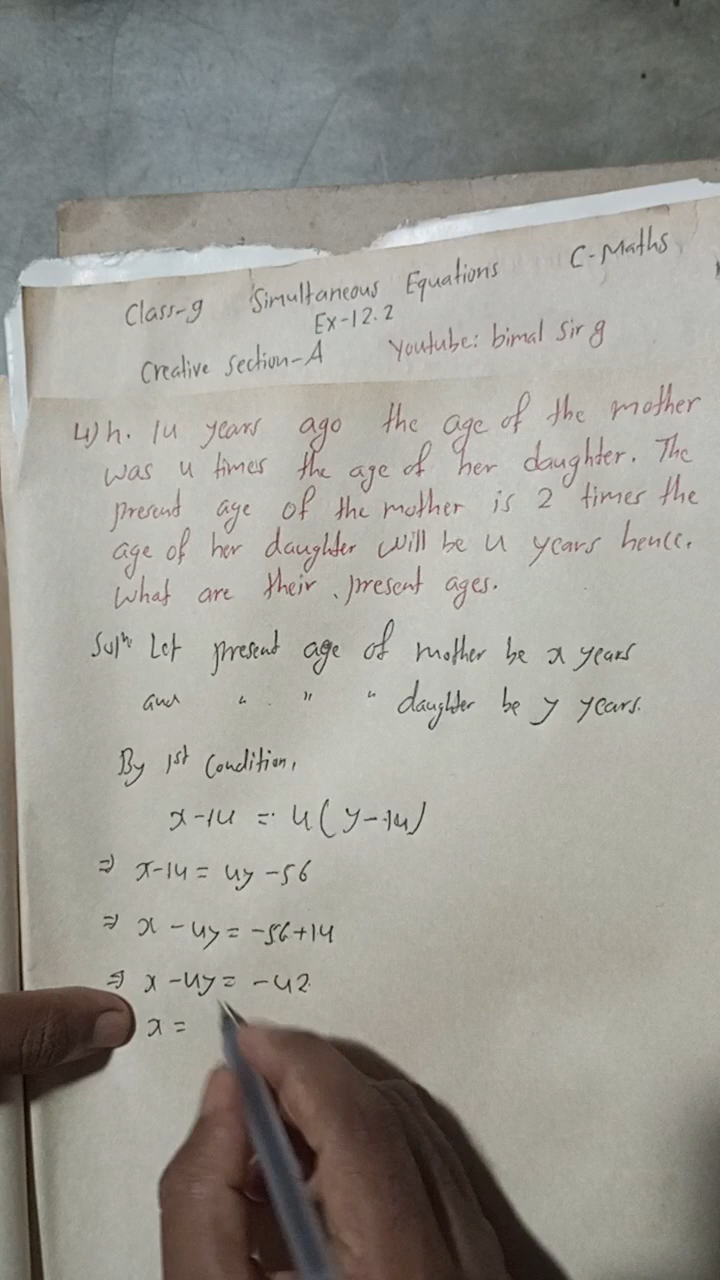 Class-9 Simultaneous Equations C-Maths
Ex-12.2
Creative Section-A Youtube: bimal Sir g
4)h. 14 years ago the age of the mother
was 4 times the age of her daughter. The
present age of the mother is 2 times the
age of her daughter will be 4 years hence.
What are their present ages.
Solⁿ Let present age of mother be x years
and " " " daughter be y years.
By 1st Condition,
x-14 = 4(y-14)
⇒ x-14 = 4y -56
⇒ x - 4y = -56+14
⇒ x -4y = -42
x =